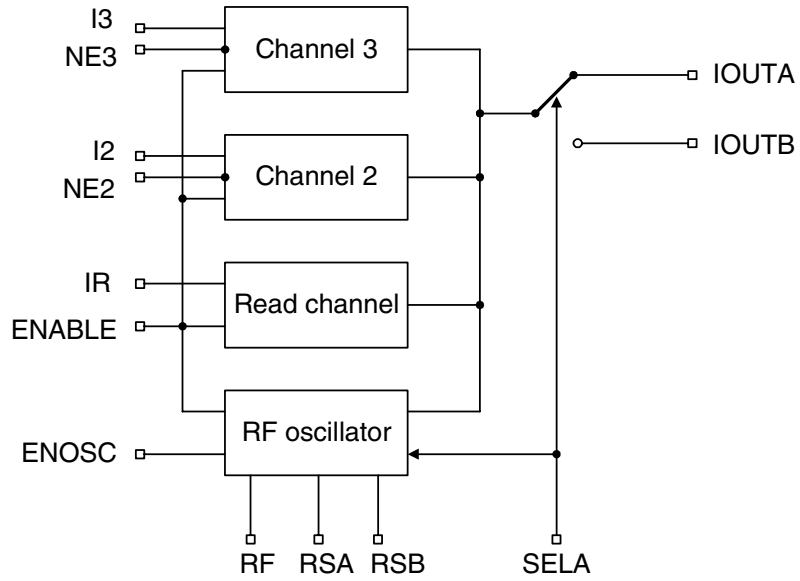 I3
NE3
Channel 3
IOUTA
IOUTB
I2
NE2
Channel 2
IR
ENABLE
Read channel
ENOSC
RF oscillator
RF RSA RSB SELA